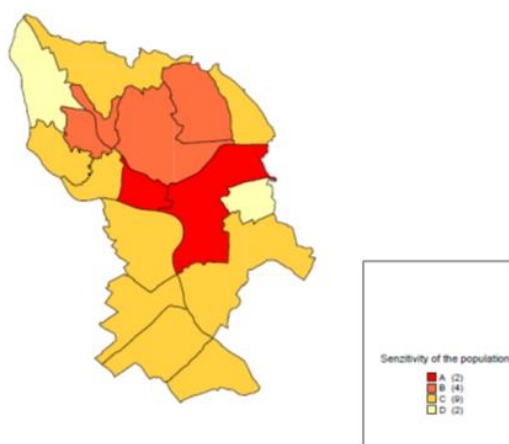 Senzitivity of the population
A (2)
B (4)
C (9)
D (2)